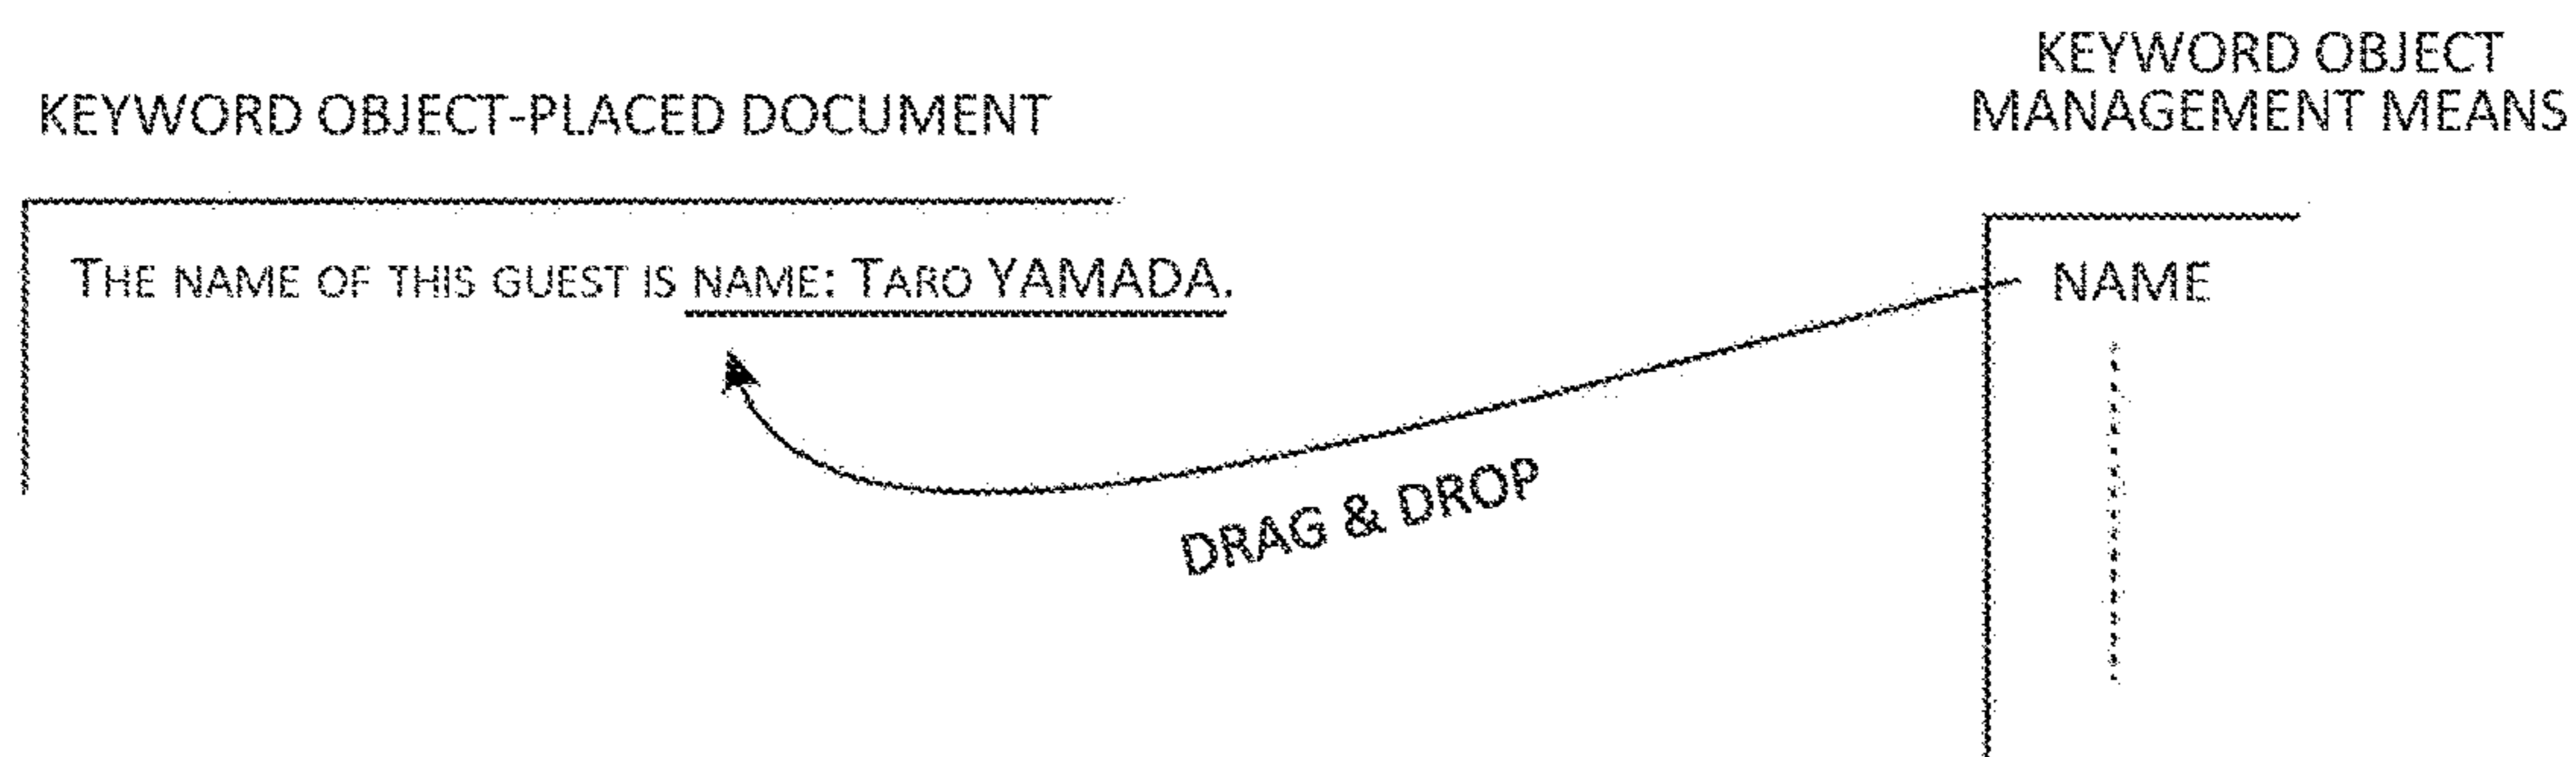 KEYWORD OBJECT-PLACED DOCUMENT
THE NAME OF THIS GUEST IS NAME: TARO YAMADA.
KEYWORD OBJECT
MANAGEMENT MEANS
NAME
DRAG & DROP